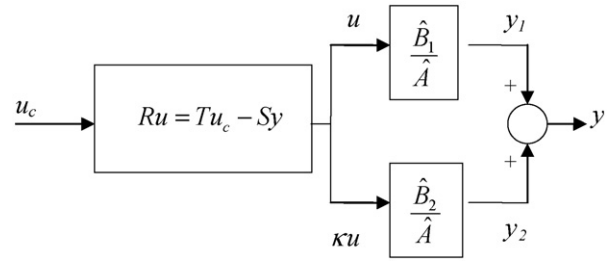 u_c
Ru = Tu_c − Sy
u
B̂_1
Â
y_1
+
y
+
κu
B̂_2
Â
y_2